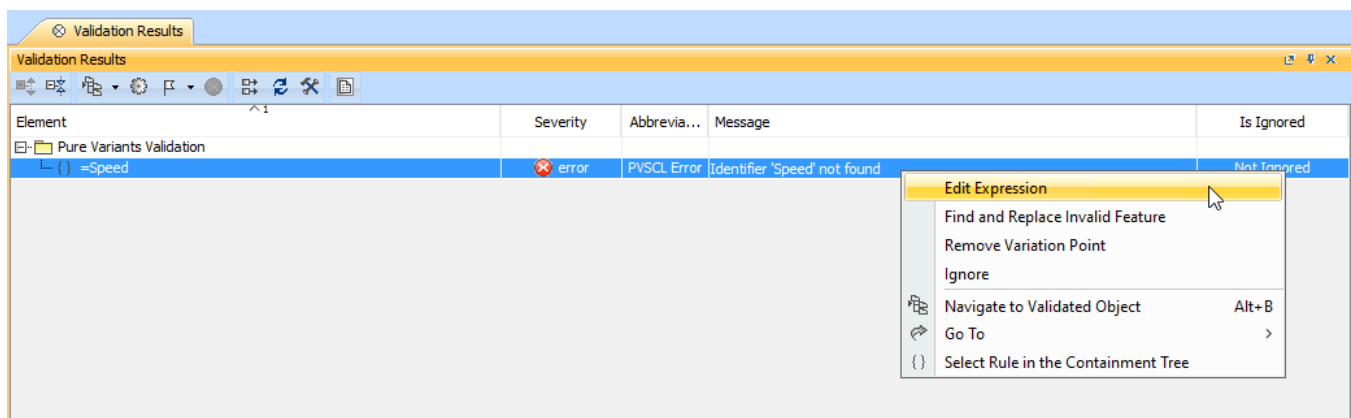 Validation Results
Validation Results
Element 1 Severity Abbrevia... Message Is Ignored
Pure Variants Validation
{ } =Speed error PVSCL Error Identifier 'Speed' not found Not Ignored
Edit Expression
Find and Replace Invalid Feature
Remove Variation Point
Ignore
Navigate to Validated Object Alt+B
Go To
{ } Select Rule in the Containment Tree